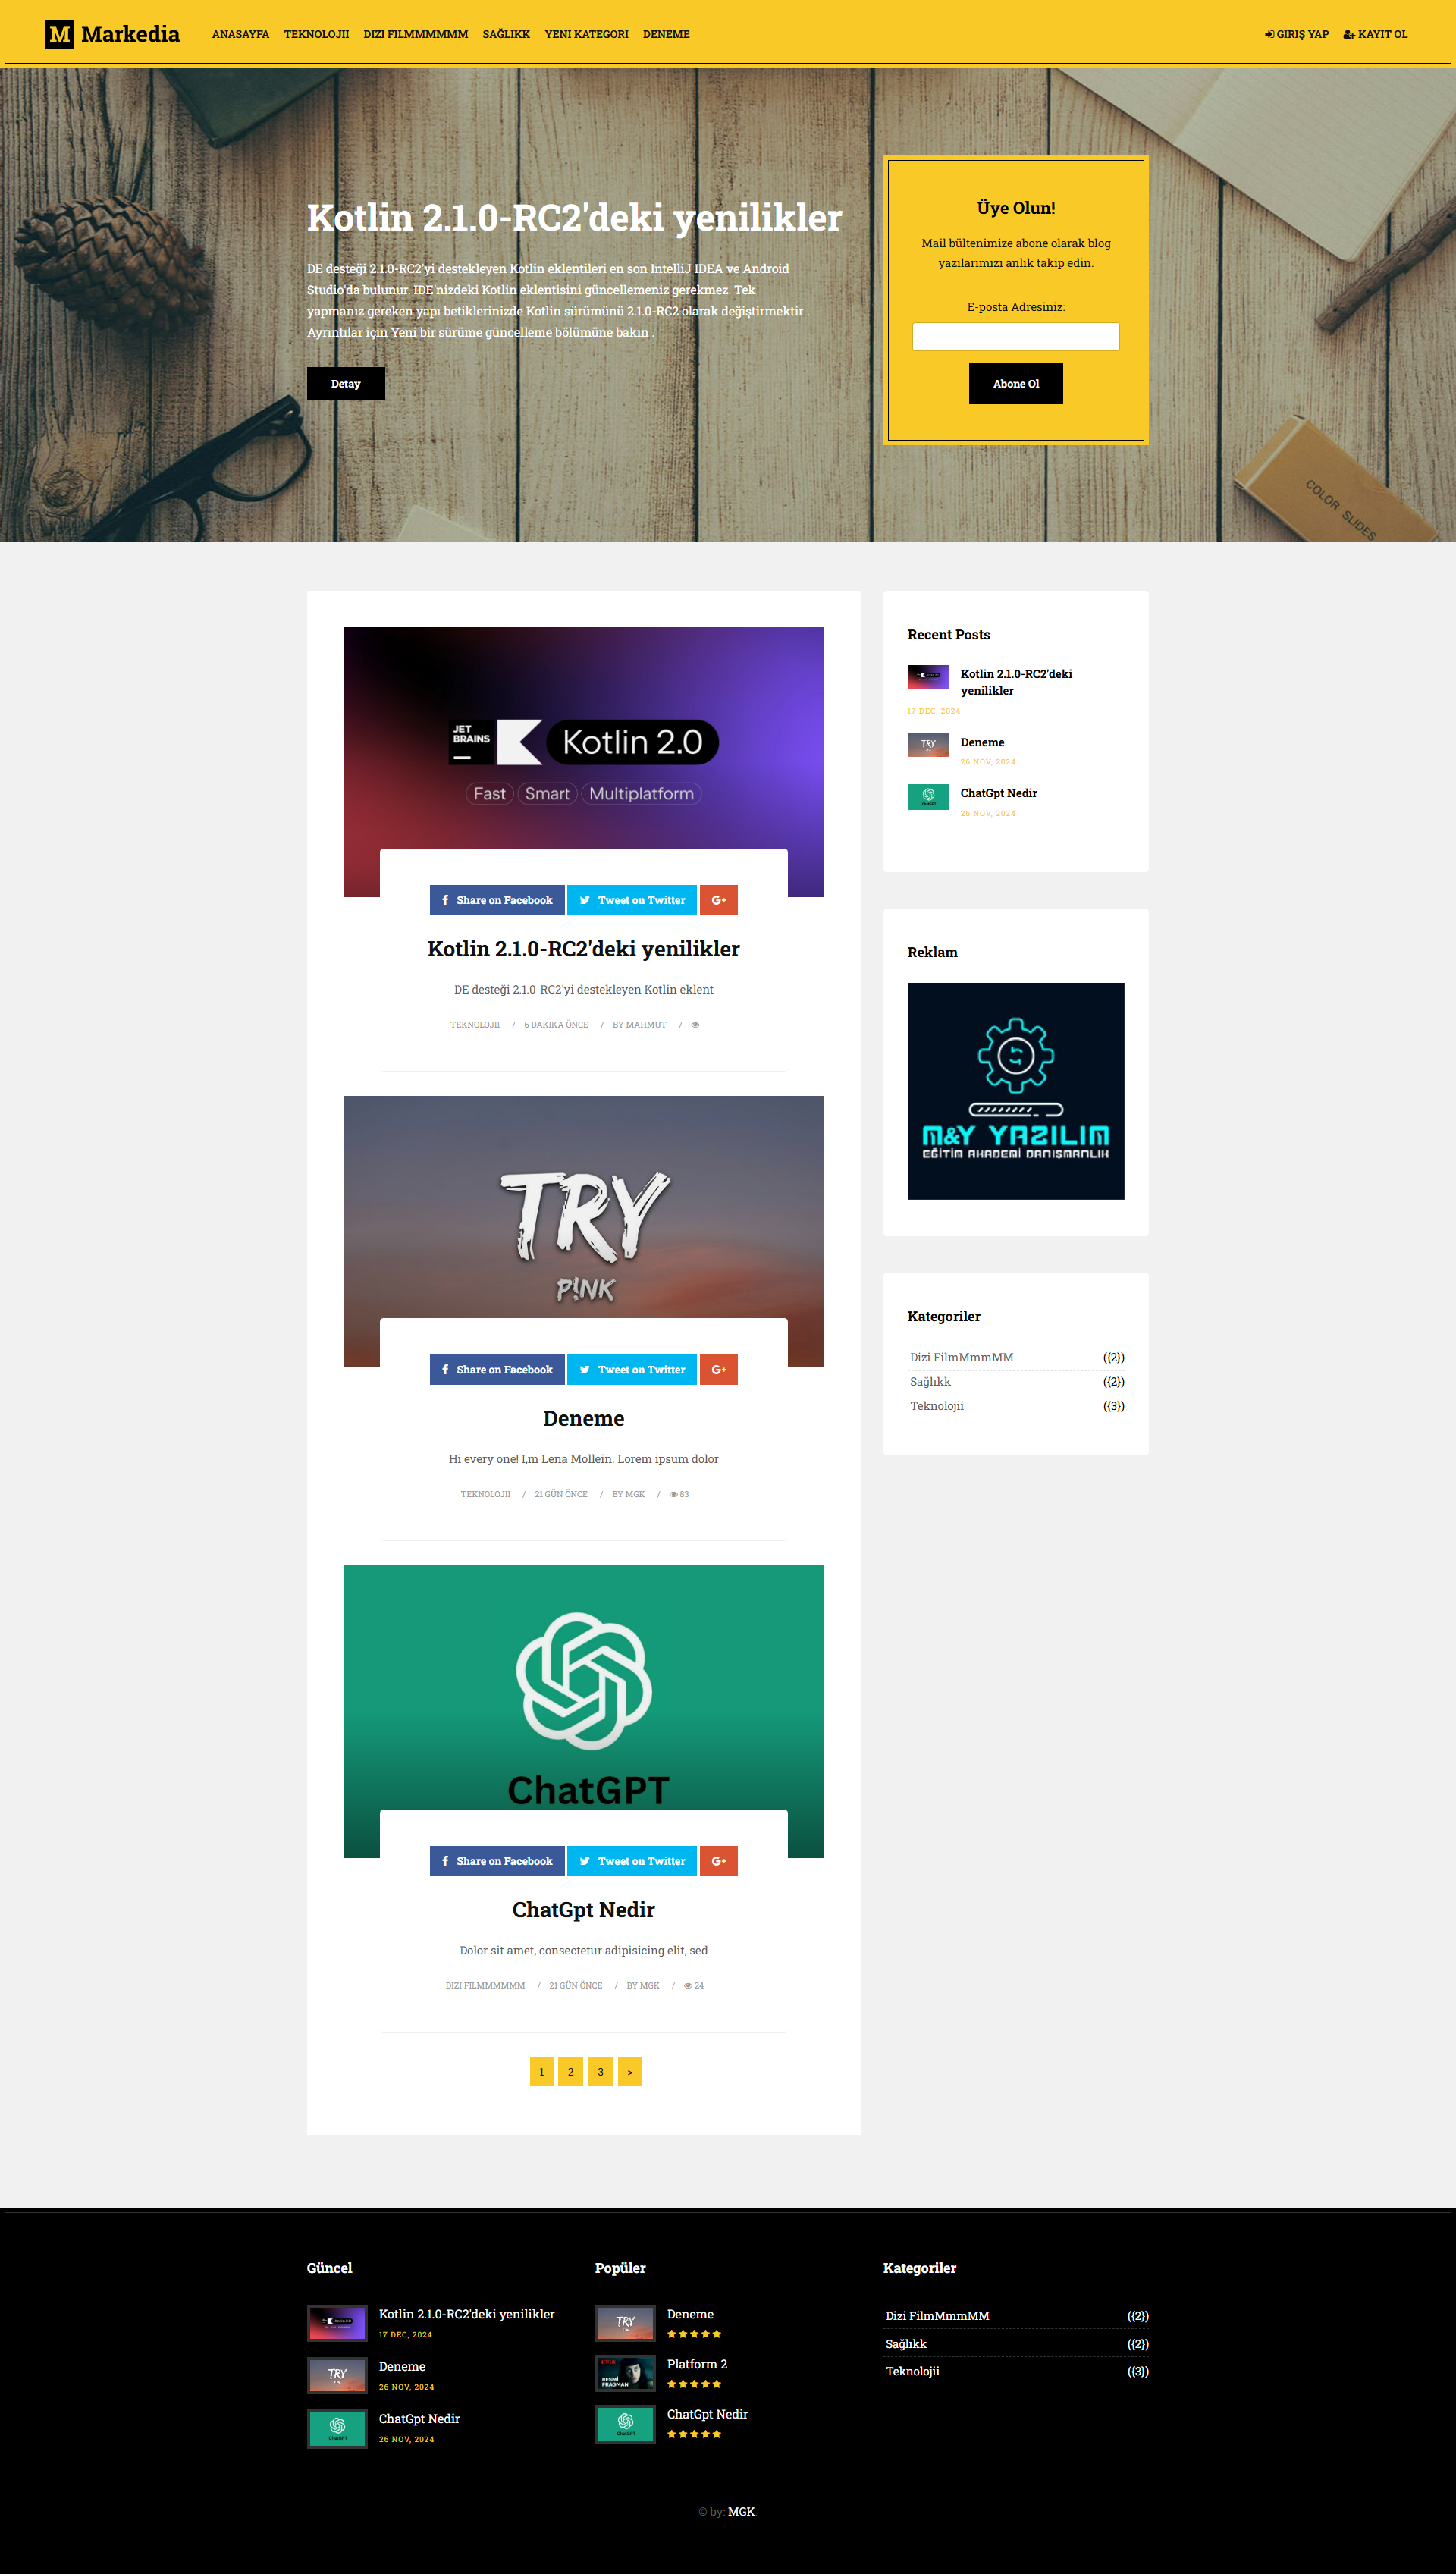 M Markedia
ANASAYFA TEKNOLOJII DIZI FILMMMMMM SAĞLIKK YENI KATEGORI DENEME
GIRIŞ YAP KAYIT OL
Kotlin 2.1.0-RC2'deki yenilikler
DE desteği 2.1.0-RC2'yi destekleyen Kotlin eklentileri en son IntelliJ IDEA ve Android
Studio'da bulunur. IDE'nizdeki Kotlin eklentisini güncellemeniz gerekmez. Tek
yapmanız gereken yapı betiklerinizde Kotlin sürümünü 2.1.0-RC2 olarak değiştirmektir .
Ayrıntılar için Yeni bir sürüme güncelleme bölümüne bakın .
Detay
Üye Olun!
Mail bültenimize abone olarak blog
yazılarımızı anlık takip edin.
E-posta Adresiniz:
Abone Ol
COLOR SLIDES
JET
BRAINS
Kotlin 2.0
Fast Smart Multiplatform
Share on Facebook Tweet on Twitter G+
Kotlin 2.1.0-RC2'deki yenilikler
DE desteği 2.1.0-RC2'yi destekleyen Kotlin eklent
TEKNOLOJII / 6 DAKIKA ÖNCE / BY MAHMUT /
TRY
P!NK
Share on Facebook Tweet on Twitter G+
Deneme
Hi every one! I,m Lena Mollein. Lorem ipsum dolor
TEKNOLOJII / 21 GÜN ÖNCE / BY MGK / 83
ChatGPT
Share on Facebook Tweet on Twitter G+
ChatGpt Nedir
Dolor sit amet, consectetur adipisicing elit, sed
DIZI FILMMMMMM / 21 GÜN ÖNCE / BY MGK / 24
1 2 3 >
Recent Posts
Kotlin 2.1.0-RC2'deki
yenilikler
17 DEC, 2024
TRY
Deneme
26 NOV, 2024
ChatGpt Nedir
26 NOV, 2024
Reklam
M&Y YAZILIM
EĞİTİM AKADEMİ DANIŞMANLIK
Kategoriler
Dizi FilmMmmMM ({2})
Sağlıkk ({2})
Teknolojii ({3})
Güncel
Kotlin 2.1.0-RC2'deki yenilikler
17 DEC, 2024
TRY
Deneme
26 NOV, 2024
ChatGPT
ChatGpt Nedir
26 NOV, 2024
Popüler
TRY
Deneme
RESMİ
FRAGMAN
Platform 2
ChatGPT
ChatGpt Nedir
Kategoriler
Dizi FilmMmmMM ({2})
Sağlıkk ({2})
Teknolojii ({3})
© by: MGK.